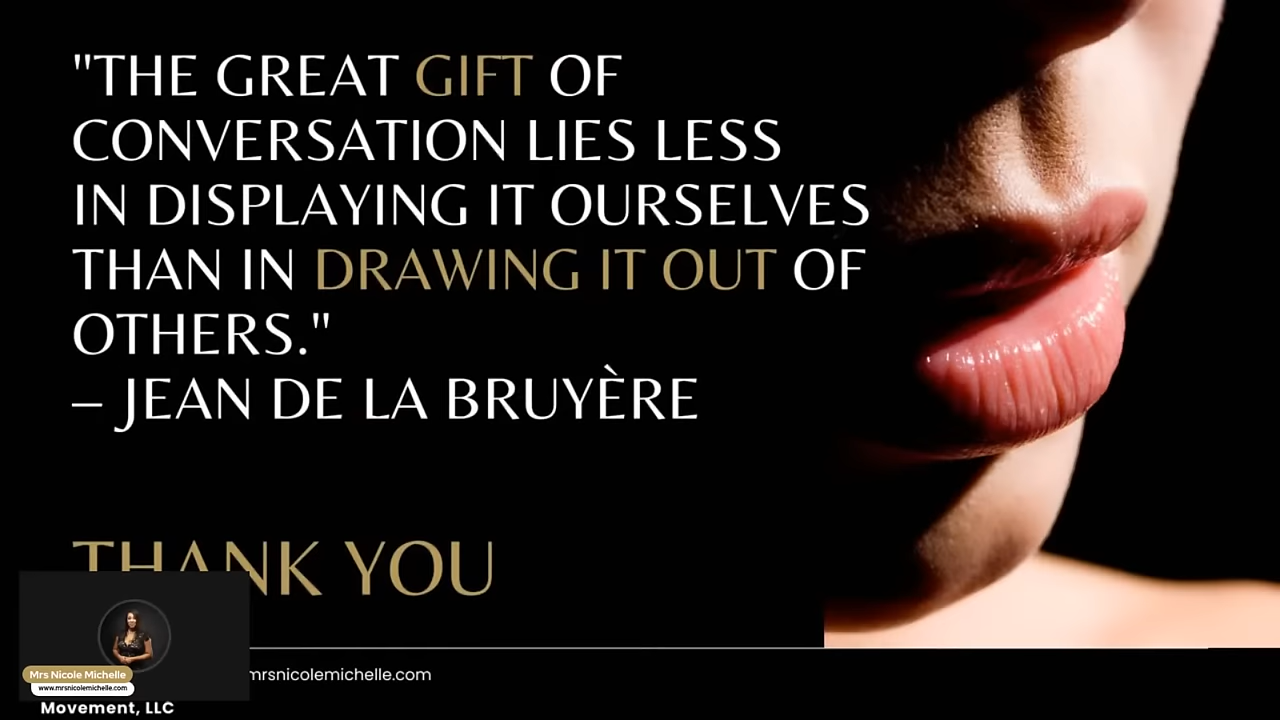 "THE GREAT GIFT OF
CONVERSATION LIES LESS
IN DISPLAYING IT OURSELVES
THAN IN DRAWING IT OUT OF
OTHERS."
– JEAN DE LA BRUYÈRE
THANK YOU
mrsnicolemichelle.com
Mrs Nicole Michelle
www.mrsnicolemichelle.com
Movement, LLC